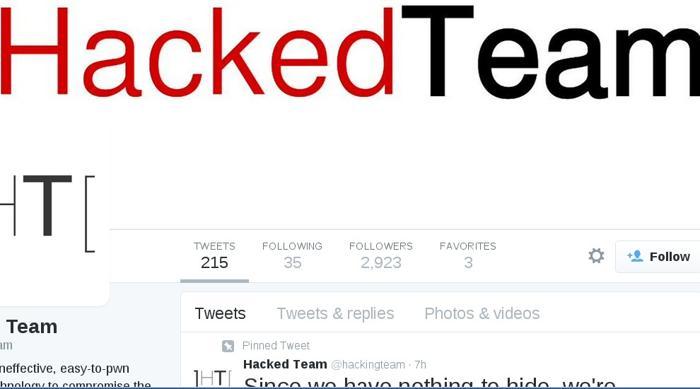 HackedTeam
HT[
TWEETS FOLLOWING FOLLOWERS FAVORITES
215 35 2,923 3
Follow
Tweets Tweets & replies Photos & videos
Team
Pinned Tweet
am
Hacked Team @hackingteam · 7h
neffective, easy-to-pwn
]HT[
Since we have nothing to hide, we're
hnology to compromise the